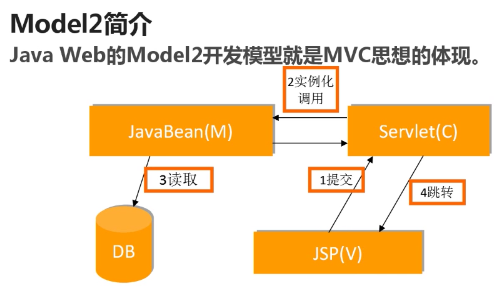 Model2简介
Java Web的Model2开发模型就是MVC思想的体现。
2实例化
调用
JavaBean(M)
Servlet(C)
3读取
1提交
4跳转
DB
JSP(V)